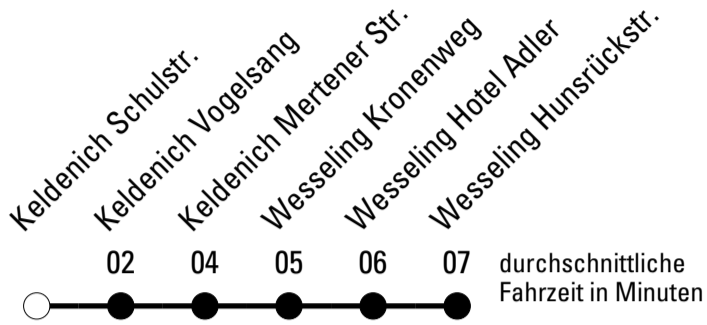 Keldenich Schulstr.
Keldenich Vogelsang
Keldenich Mertener Str.
Wesseling Kronenweg
Wesseling Hotel Adler
Wesseling Hunsrückstr.
02 04 05 06 07
durchschnittliche
Fahrzeit in Minuten